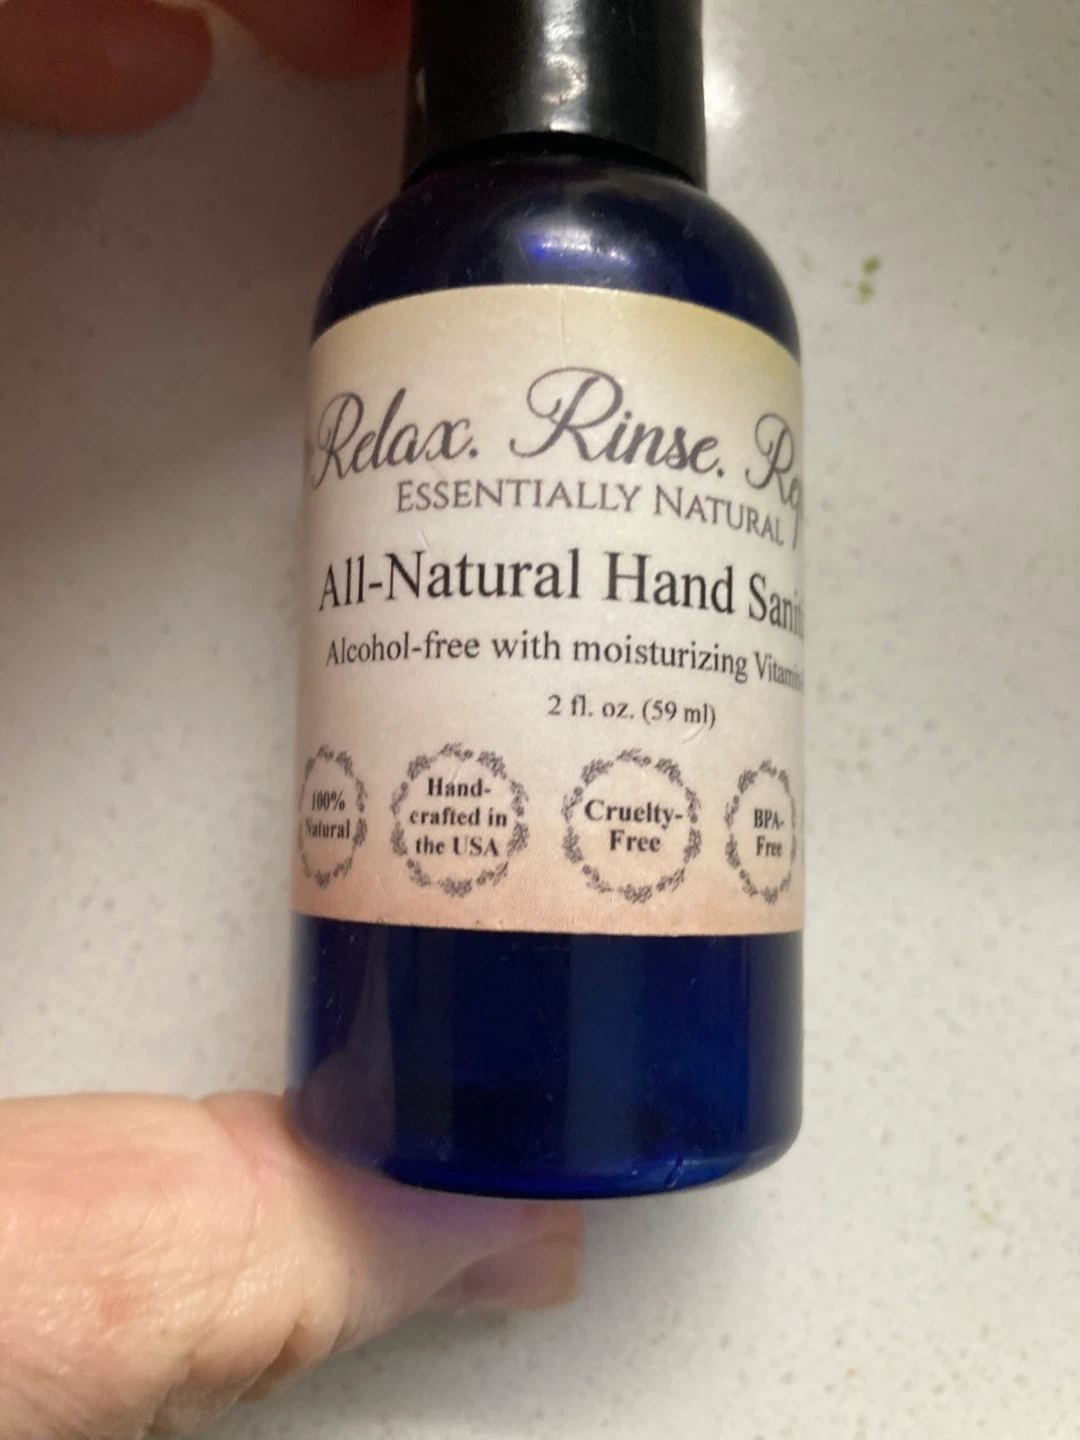 Relax. Rinse.
ESSENTIALLY NATURAL
All-Natural Hand
Alcohol-free with moisturizing
2 fl. oz. (59 ml)
100%
Natural
Hand-
crafted in
the USA
Cruelty-
Free
BPA-
Free